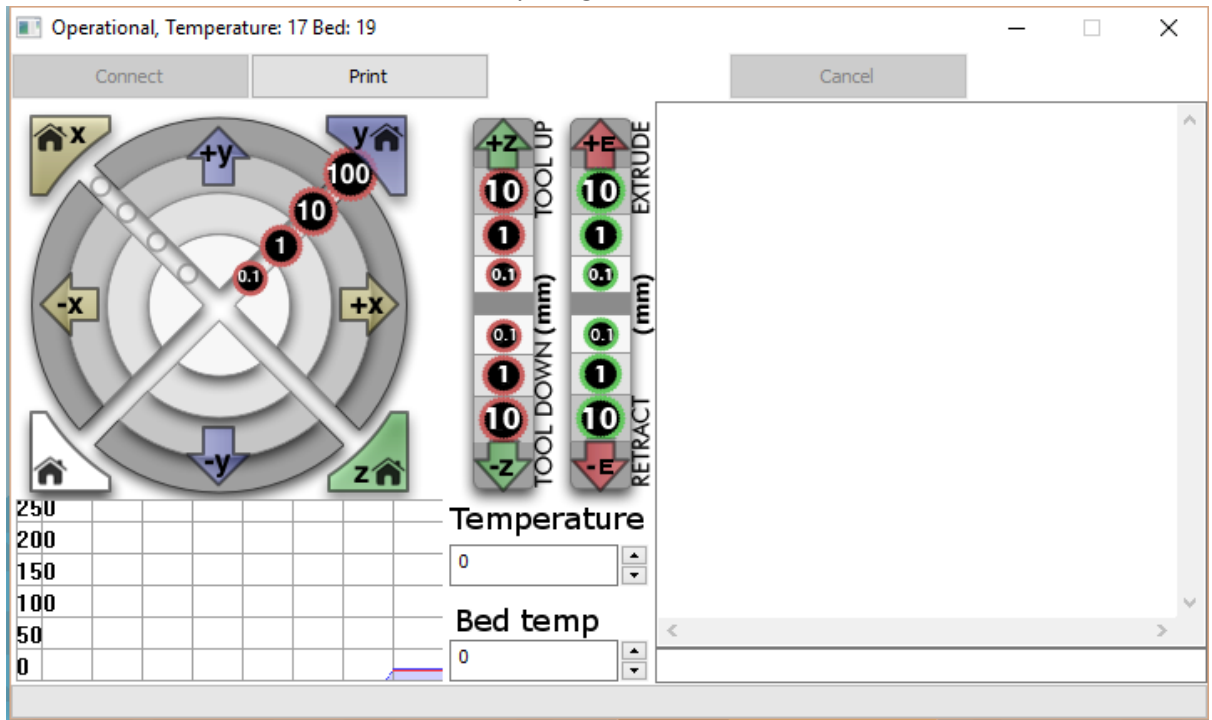 Operational, Temperature: 17 Bed: 19
Connect
Print
Cancel
x
+y
y
100
10
1
0.1
-x
+x
-y
z
+Z
10
1
0.1
0.1
1
10
-Z
TOOL UP
(mm)
TOOL DOWN
+E
10
1
0.1
0.1
1
10
-E
EXTRUDE
(mm)
RETRACT
250
200
150
100
50
0
Temperature
0
Bed temp
0